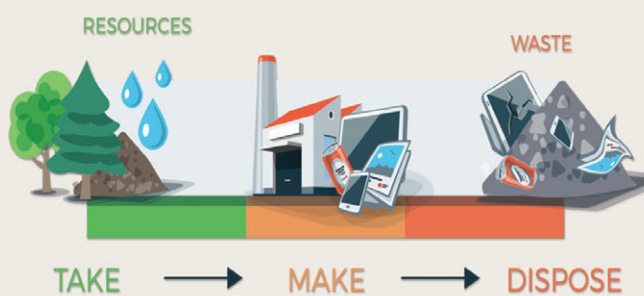 RESOURCES
WASTE
TAKE → MAKE → DISPOSE